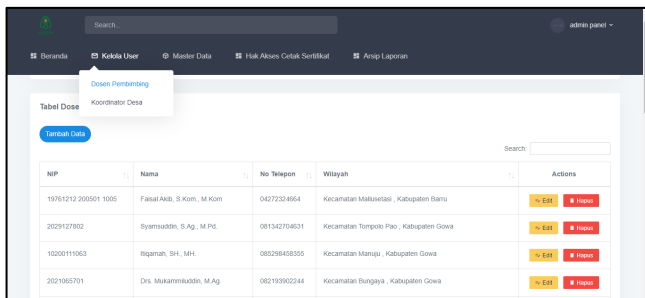 Search...
admin panel
Beranda Kelola User Master Data Hak Akses Cetak Sertifikat Arsip Laporan
Dosen Pembimbing
Koordinator Desa
Tabel Dose
Tambah Data
Search:
NIP Nama No Telepon Wilayah Actions
19761212 200501 1005 Faisal Akib, S.Kom., M.Kom 04272324664 Kecamatan Mallusetasi , Kabupaten Barru Edit Hapus
2029127802 Syamsuddin, S.Ag., M.Pd. 081342704631 Kecamatan Tompolo Pao , Kabupaten Gowa Edit Hapus
10200111063 Itiqamah, SH., MH. 085298458355 Kecamatan Manuju , Kabupaten Gowa Edit Hapus
2021065701 Drs. Mukammiluddin, M.Ag. 082193902244 Kecamatan Bungaya , Kabupaten Gowa Edit Hapus